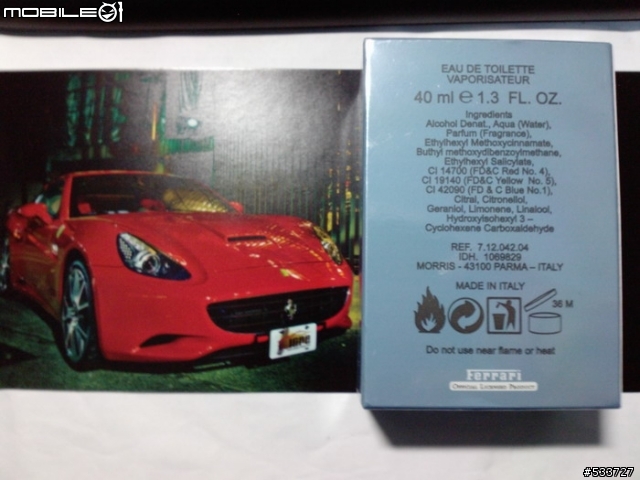 MOBILE01
EAU DE TOILETTE
VAPORISATEUR
40 ml e 1.3 FL. OZ.
Ingredients
Alcohol Denat., Aqua (Water),
Parfum (Fragrance),
Ethylhexyl Methoxycinnamate,
Buthyl methoxydibenzoylmethane,
Ethylhexyl Salicylate,
CI 14700 (FD&C Red No. 4),
CI 19140 (FD&C Yellow No. 5),
CI 42090 (FD & C Blue No.1),
Citral, Citronellol,
Geraniol, Limonene, Linalool,
Hydroxyisohexyl 3 –
Cyclohexene Carboxaldehyde
REF. 7.12.042.04
IDH. 1069829
MORRIS - 43100 PARMA – ITALY
MADE IN ITALY
36 M
Do not use near flame or heat
Ferrari
OFFICIAL LICENSED PRODUCT
#533727